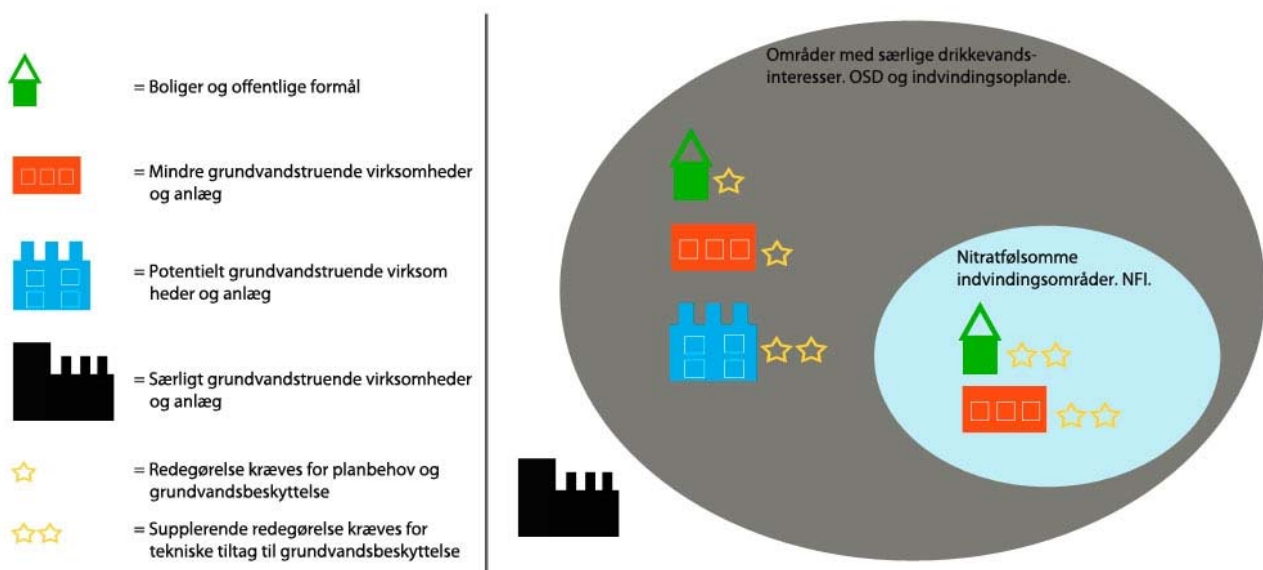 = Boliger og offentlige formål
= Mindre grundvandstruende virksomheder
og anlæg
= Potentielt grundvandstruende virksom
heder og anlæg
= Særligt grundvandstruende virksomheder
og anlæg
= Redegørelse kræves for planbehov og
grundvandsbeskyttelse
= Supplerende redegørelse kræves for
tekniske tiltag til grundvandsbeskyttelse
Områder med særlige drikkevands-
interesser. OSD og indvindingsoplande.
Nitratfølsomme
indvindingsområder. NFI.